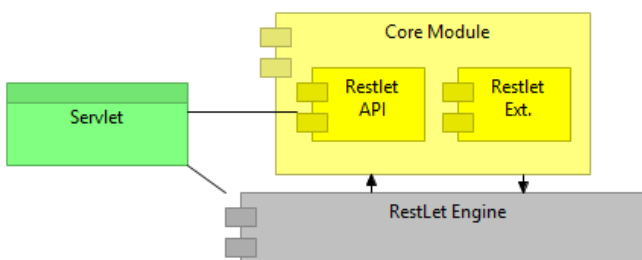 Core Module
Restlet
API
Restlet
Ext.
Servlet
RestLet Engine